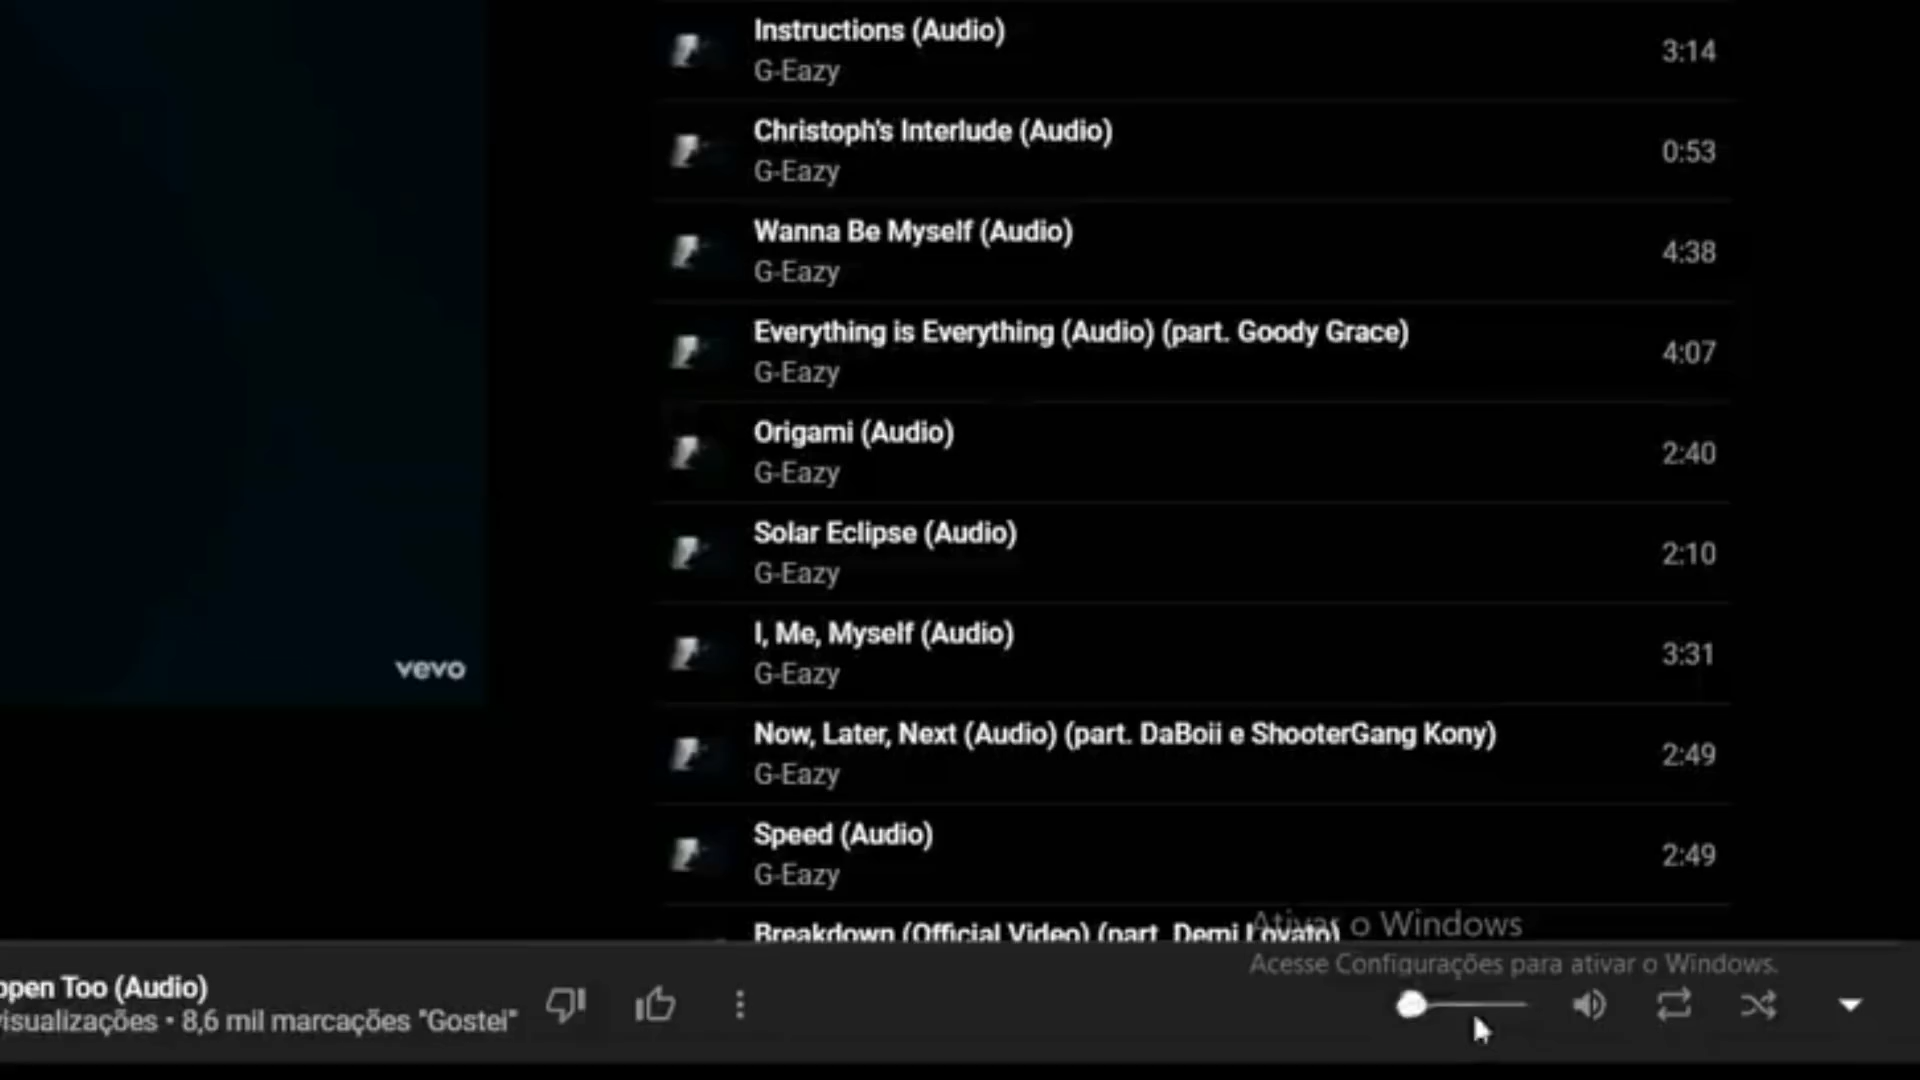 Instructions (Audio)
G-Eazy
3:14
Christoph's Interlude (Audio)
G-Eazy
0:53
Wanna Be Myself (Audio)
G-Eazy
4:38
Everything is Everything (Audio) (part. Goody Grace)
G-Eazy
4:07
Origami (Audio)
G-Eazy
2:40
Solar Eclipse (Audio)
G-Eazy
2:10
I, Me, Myself (Audio)
G-Eazy
3:31
vevo
Now, Later, Next (Audio) (part. DaBoii e ShooterGang Kony)
G-Eazy
2:49
Speed (Audio)
G-Eazy
2:49
Breakdown (Official Video) (part. Demi Lovato)
Ativar o Windows
Acesse Configurações para ativar o Windows.
ppen Too (Audio)
visualizações • 8,6 mil marcações "Gostei"